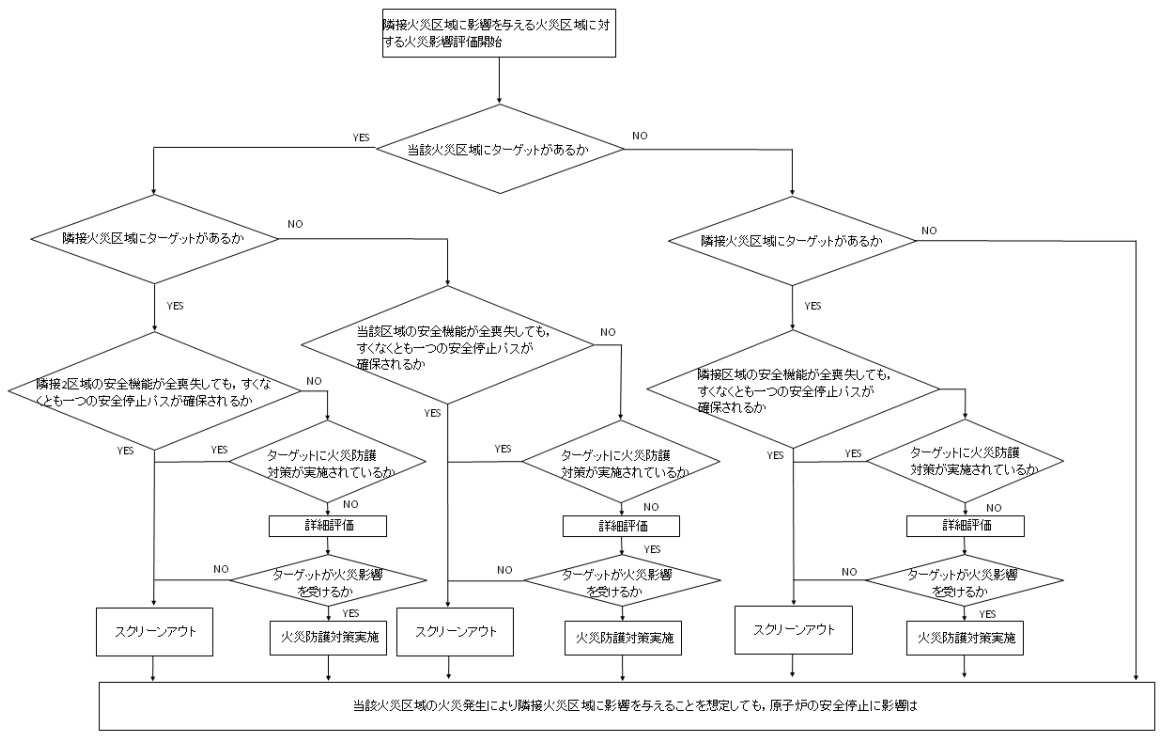 隣接火災区域に影響を与える火災区域に対
する火災影響評価開始
YES
NO
当該火災区域にターゲットがあるか
隣接火災区域にターゲットがあるか
NO
隣接火災区域にターゲットがあるか
NO
YES
YES
当該区域の安全機能が全喪失しても，
すくなくとも一つの安全停止パスが
確保されるか
NO
隣接2区域の安全機能が全喪失しても，すくな
くとも一つの安全停止パスが確保されるか
NO
隣接区域の安全機能が全喪失しても，
すくなくとも一つの安全停止パスが
確保されるか
NO
YES
YES
YES
YES
ターゲットに火災防護
対策が実施されているか
YES
ターゲットに火災防護
対策が実施されているか
YES
ターゲットに火災防護
対策が実施されているか
NO
NO
NO
詳細評価
詳細評価
詳細評価
YES
NO
ターゲットが火災影響
を受けるか
NO
ターゲットが火災影響
を受けるか
NO
ターゲットが火災影響
を受けるか
YES
YES
スクリーンアウト
火災防護対策実施
スクリーンアウト
火災防護対策実施
スクリーンアウト
火災防護対策実施
当該火災区域の火災発生により隣接火災区域に影響を与えることを想定しても，原子炉の安全停止に影響は